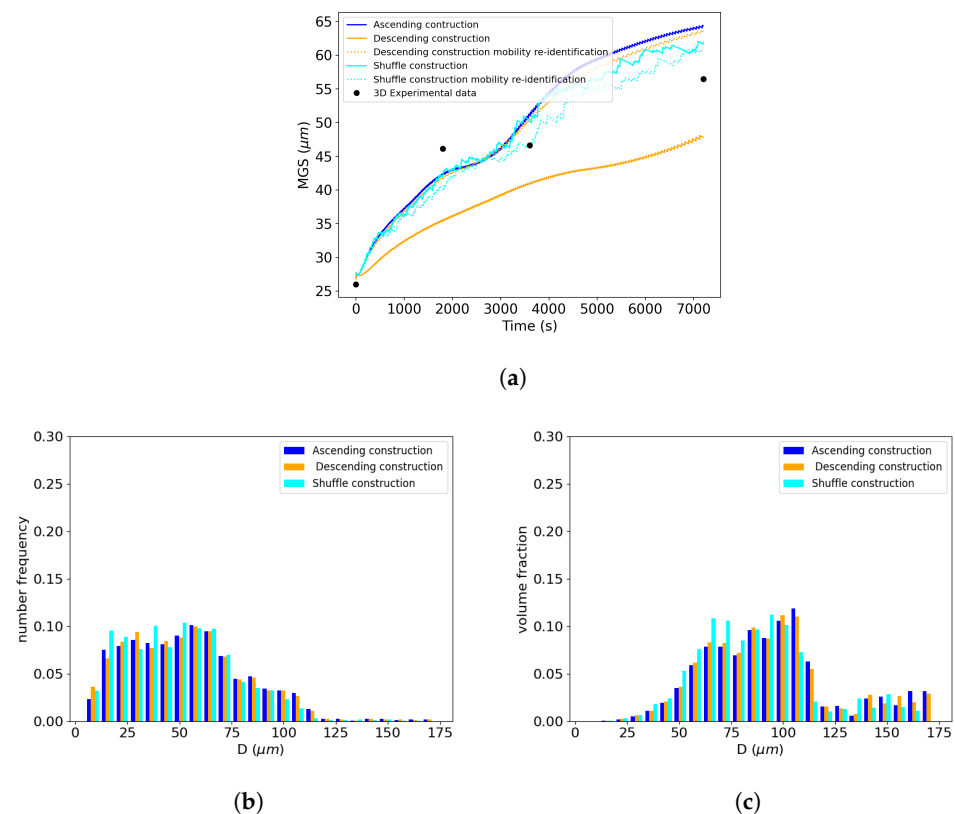 65
60
55
50
45
40
35
30
25
MGS (μm)
Ascending contruction
Descending construction
Descending construction mobility re-identification
Shuffle construction
Shuffle construction mobility re-identification
3D Experimental data
0 1000 2000 3000 4000 5000 6000 7000
Time (s)
(a)
0.30
0.25
0.20
0.15
0.10
0.05
0.00
number frequency
Ascending construction
Descending construction
Shuffle construction
0 25 50 75 100 125 150 175
D (μm)
(b)
0.30
0.25
0.20
0.15
0.10
0.05
0.00
volume fraction
Ascending construction
Descending construction
Shuffle construction
0 25 50 75 100 125 150 175
D (μm)
(c)